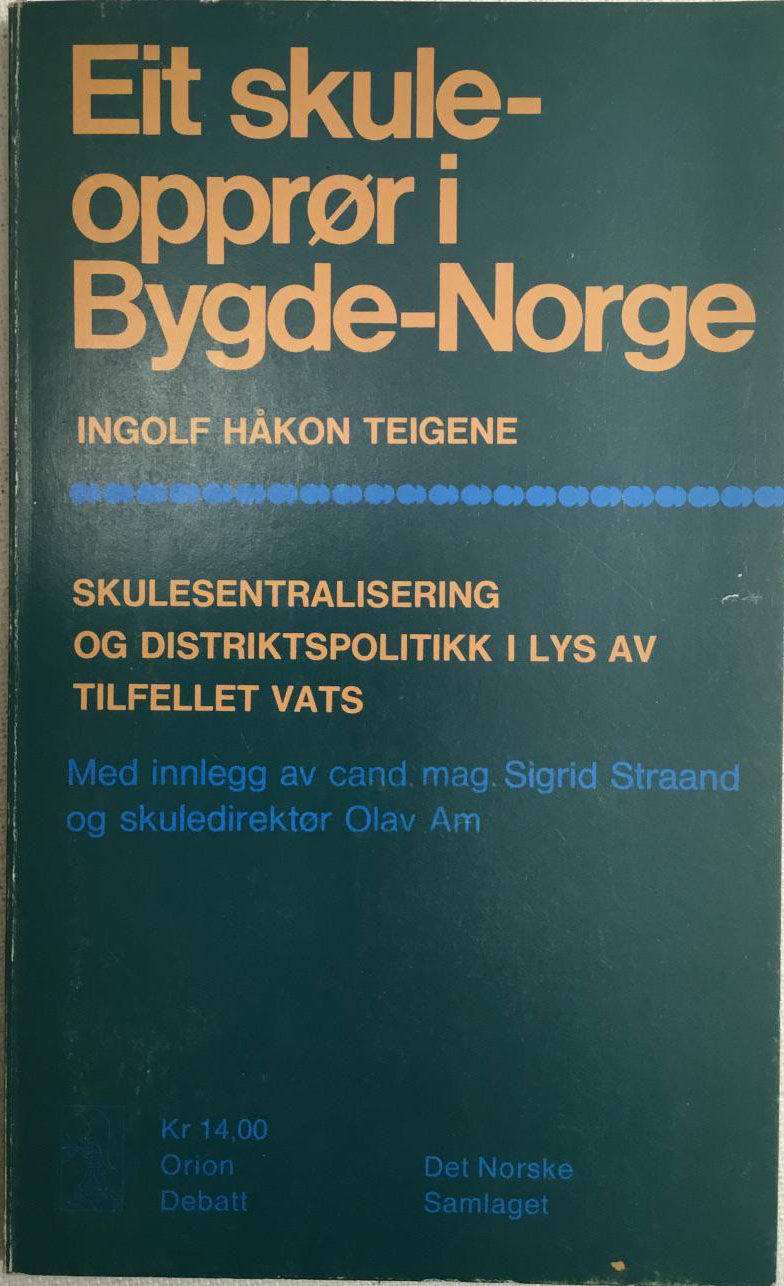 Eit skule-
opprør i
Bygde-Norge
INGOLF HÅKON TEIGENE
SKULESENTRALISERING
OG DISTRIKTSPOLITIKK I LYS AV
TILFELLET VATS
Med innlegg av cand. mag. Sigrid Straand
og skuledirektør Olav Am
Kr 14,00
Orion
Debatt
Det Norske
Samlaget